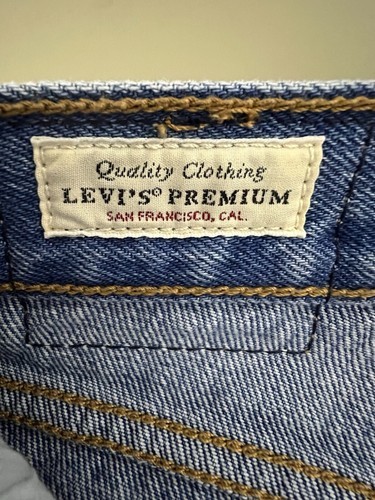 Quality Clothing
LEVI'S® PREMIUM
SAN FRANCISCO, CAL.